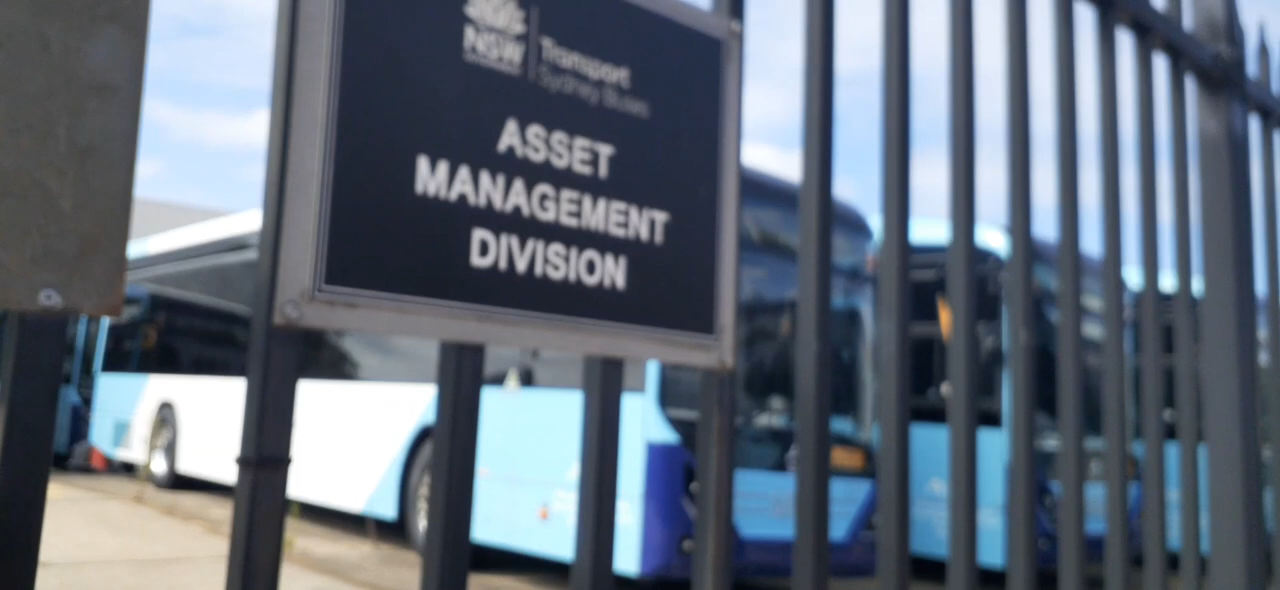 NSW
Transport
Sydney Buses
ASSET
MANAGEMENT
DIVISION